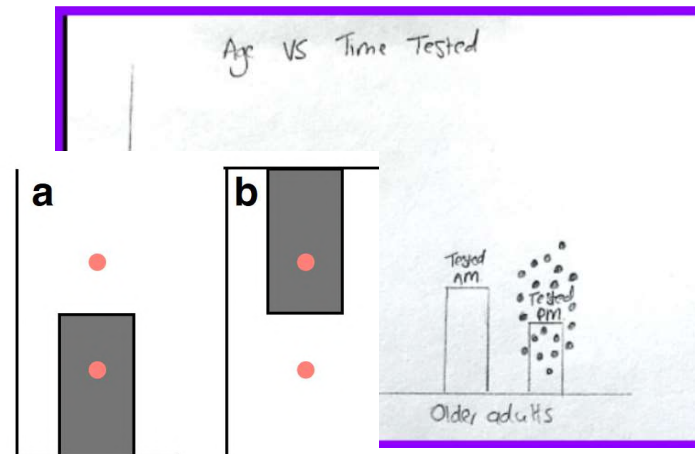 Age VS Time Tested
a
b
Tested
AM.
Tested
PM.
Older adults